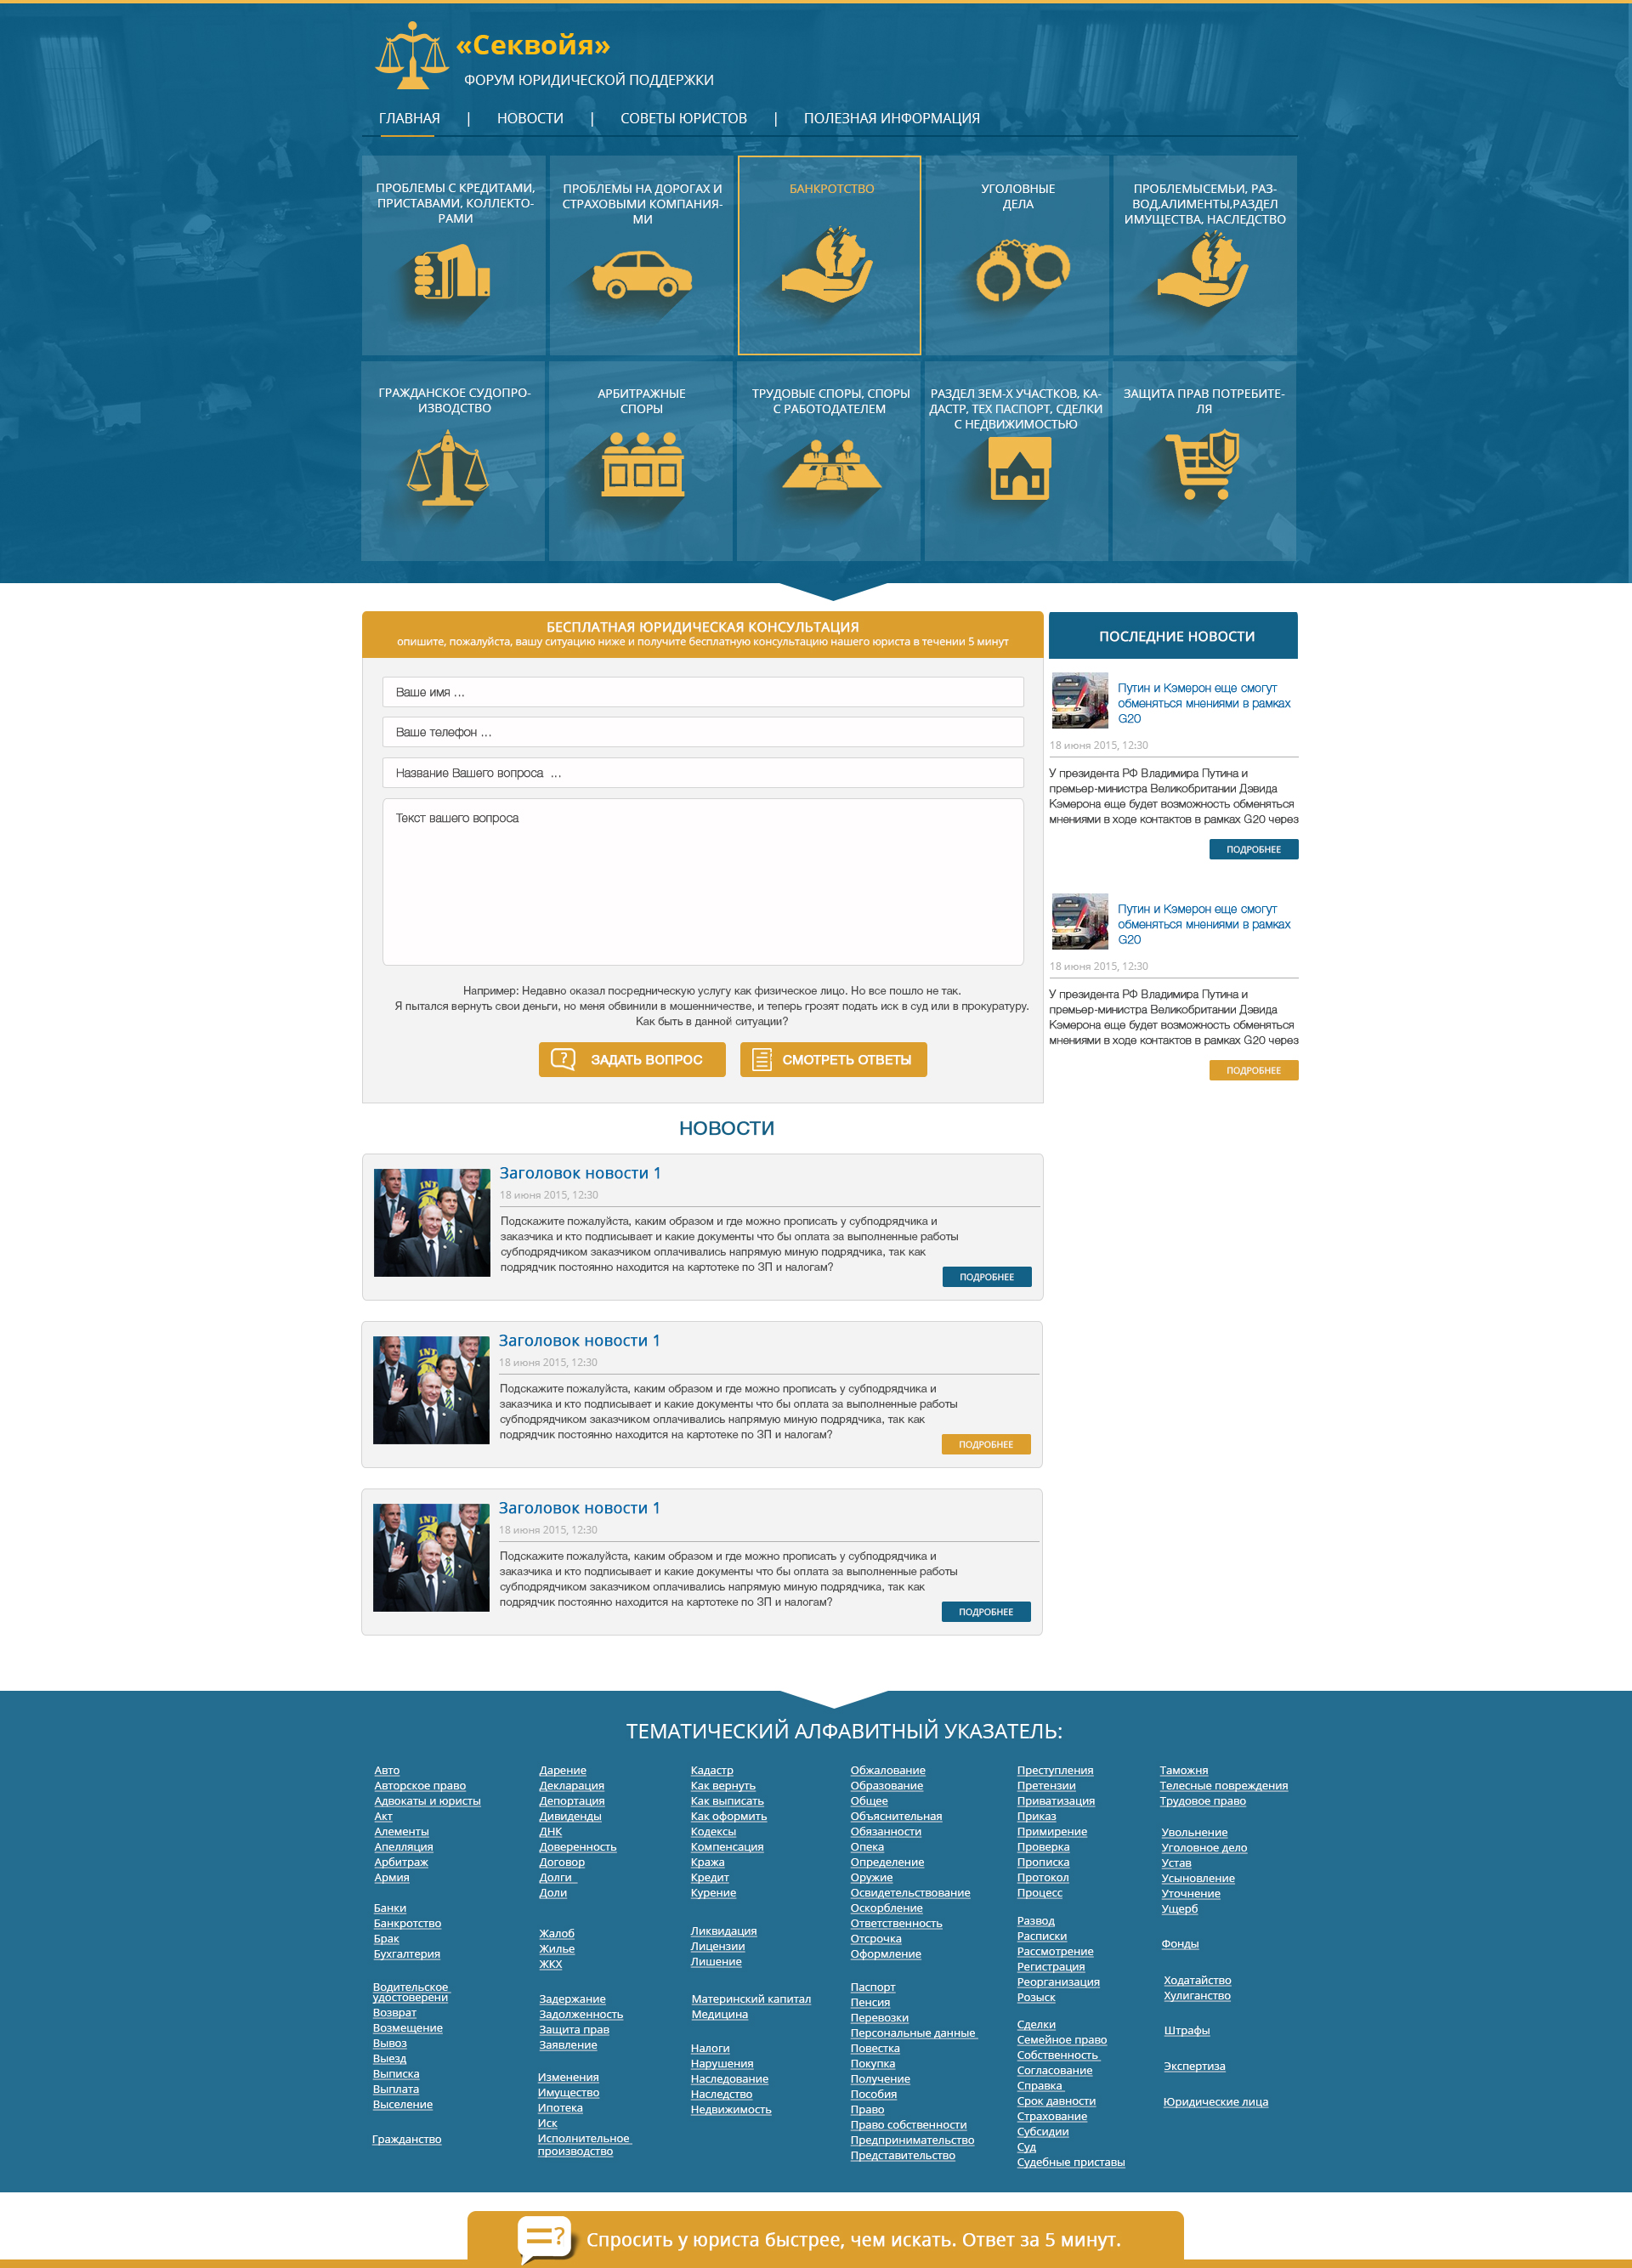 «Секвойя»
ФОРУМ ЮРИДИЧЕСКОЙ ПОДДЕРЖКИ
ГЛАВНАЯ | НОВОСТИ | СОВЕТЫ ЮРИСТОВ | ПОЛЕЗНАЯ ИНФОРМАЦИЯ
ПРОБЛЕМЫ С КРЕДИТАМИ,
ПРИСТАВАМИ, КОЛЛЕКТО-
РАМИ
ПРОБЛЕМЫ НА ДОРОГАХ И
СТРАХОВЫМИ КОМПАНИЯ-
МИ
БАНКРОТСТВО
УГОЛОВНЫЕ
ДЕЛА
ПРОБЛЕМЫСЕМЬИ, РАЗ-
ВОД,АЛИМЕНТЫ,РАЗДЕЛ
ИМУЩЕСТВА, НАСЛЕДСТВО
ГРАЖДАНСКОЕ СУДОПРО-
ИЗВОДСТВО
АРБИТРАЖНЫЕ
СПОРЫ
ТРУДОВЫЕ СПОРЫ, СПОРЫ
С РАБОТОДАТЕЛЕМ
РАЗДЕЛ ЗЕМ-Х УЧАСТКОВ, КА-
ДАСТР, ТЕХ ПАСПОРТ, СДЕЛКИ
С НЕДВИЖИМОСТЬЮ
ЗАЩИТА ПРАВ ПОТРЕБИТЕ-
ЛЯ
БЕСПЛАТНАЯ ЮРИДИЧЕСКАЯ КОНСУЛЬТАЦИЯ
опишите, пожалуйста, вашу ситуацию ниже и получите бесплатную консультацию нашего юриста в течении 5 минут
Ваше имя ...
Ваше телефон ...
Название Вашего вопроса ...
Текст вашего вопроса
Например: Недавно оказал посредническую услугу как физическое лицо. Но все пошло не так.
Я пытался вернуть свои деньги, но меня обвинили в мошенничестве, и теперь грозят подать иск в суд или в прокуратуру.
Как быть в данной ситуации?
ЗАДАТЬ ВОПРОС
СМОТРЕТЬ ОТВЕТЫ
ПОСЛЕДНИЕ НОВОСТИ
Путин и Кэмерон еще смогут
обменяться мнениями в рамках
G20
18 июня 2015, 12:30
У президента РФ Владимира Путина и
премьер-министра Великобритании Дэвида
Кэмерона еще будет возможность обменяться
мнениями в ходе контактов в рамках G20 через
ПОДРОБНЕЕ
Путин и Кэмерон еще смогут
обменяться мнениями в рамках
G20
18 июня 2015, 12:30
У президента РФ Владимира Путина и
премьер-министра Великобритании Дэвида
Кэмерона еще будет возможность обменяться
мнениями в ходе контактов в рамках G20 через
ПОДРОБНЕЕ
НОВОСТИ
INT
Заголовок новости 1
18 июня 2015, 12:30
Подскажите пожалуйста, каким образом и где можно прописать у субподрядчика и
заказчика и кто подписывает и какие документы что бы оплата за выполненные работы
субподрядчиком заказчиком оплачивались напрямую минуя подрядчика, так как
подрядчик постоянно находится на картотеке по ЗП и налогам?
ПОДРОБНЕЕ
INT
Заголовок новости 1
18 июня 2015, 12:30
Подскажите пожалуйста, каким образом и где можно прописать у субподрядчика и
заказчика и кто подписывает и какие документы что бы оплата за выполненные работы
субподрядчиком заказчиком оплачивались напрямую миную подрядчика, так как
подрядчик постоянно находится на картотеке по ЗП и налогам?
ПОДРОБНЕЕ
INT
Заголовок новости 1
18 июня 2015, 12:30
Подскажите пожалуйста, каким образом и где можно прописать у субподрядчика и
заказчика и кто подписывает и какие документы что бы оплата за выполненные работы
субподрядчиком заказчиком оплачивались напрямую миную подрядчика, так как
подрядчик постоянно находится на картотеке по ЗП и налогам?
ПОДРОБНЕЕ
ТЕМАТИЧЕСКИЙ АЛФАВИТНЫЙ УКАЗАТЕЛЬ:
Авто
Авторское право
Адвокаты и юристы
Акт
Алементы
Апелляция
Арбитраж
Армия
Банки
Банкротство
Брак
Бухгалтерия
Водительское
удостоверени
Возврат
Возмещение
Вывоз
Выезд
Выписка
Выплата
Выселение
Гражданство
Дарение
Декларация
Депортация
Дивиденды
ДНК
Доверенность
Договор
Долги
Доли
Жалоб
Жилье
ЖКХ
Задержание
Задолженность
Защита прав
Заявление
Изменения
Имущество
Ипотека
Иск
Исполнительное
производство
Кадастр
Как вернуть
Как выписать
Как оформить
Кодексы
Компенсация
Кража
Кредит
Курение
Ликвидация
Лицензии
Лишение
Материнский капитал
Медицина
Налоги
Нарушения
Наследование
Наследство
Недвижимость
Обжалование
Образование
Общее
Объяснительная
Обязанности
Опека
Определение
Оружие
Освидетельствование
Оскорбление
Ответственность
Отсрочка
Оформление
Паспорт
Пенсия
Перевозки
Персональные данные
Повестка
Покупка
Получение
Пособия
Право
Право собственности
Предпринимательство
Представительство
Преступления
Претензии
Приватизация
Приказ
Примирение
Проверка
Прописка
Протокол
Процесс
Развод
Расписки
Рассмотрение
Регистрация
Реорганизация
Розыск
Сделки
Семейное право
Собственность
Согласование
Справка
Срок давности
Страхование
Субсидии
Суд
Судебные приставы
Таможня
Телесные повреждения
Трудовое право
Увольнение
Уголовное дело
Устав
Усыновление
Уточнение
Ущерб
Фонды
Ходатайство
Хулиганство
Штрафы
Экспертиза
Юридические лица
Спросить у юриста быстрее, чем искать. Ответ за 5 минут.